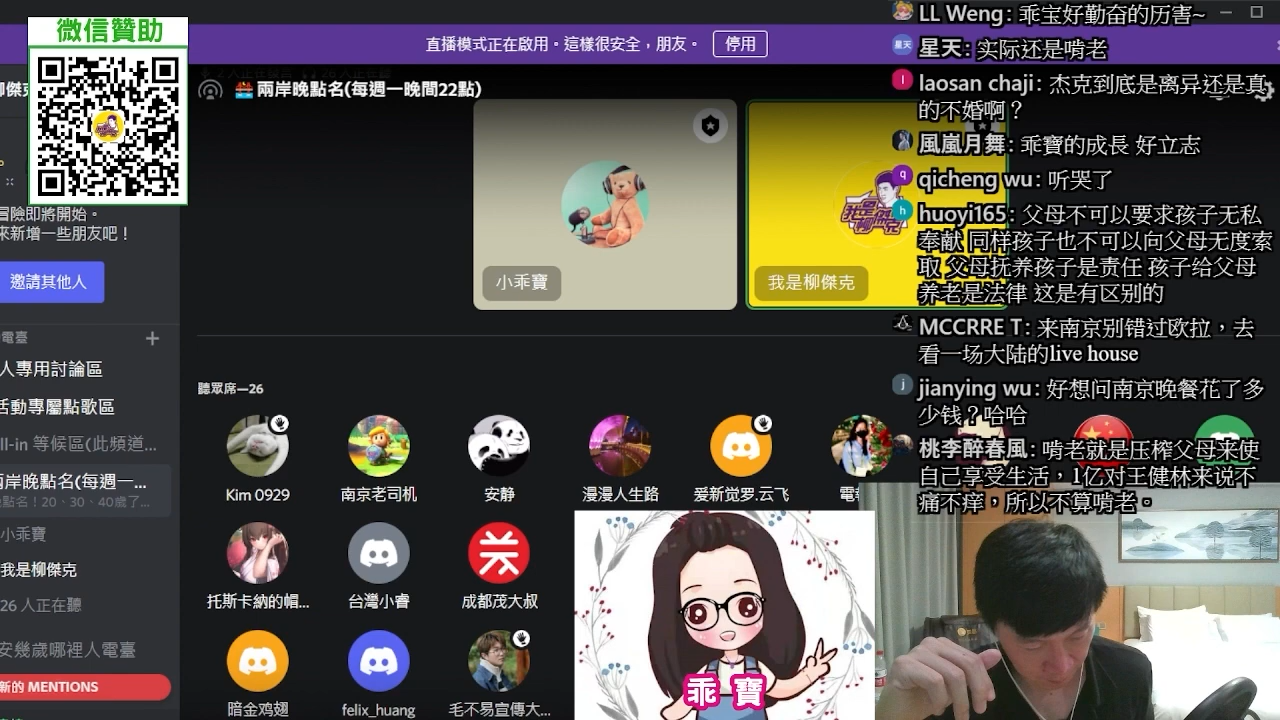 微信贊助
直播模式正在啟用。這樣很安全，朋友。
停用
兩岸晚點名(每週一晚間22點)
冒險即將開始。
來新增一些朋友吧！
邀請其他人
電臺
人專用討論區
活動專屬點歌區
ll-in 等候區(此頻道...
兩岸晚點名(每週一...
點名！20、30、40歲了...
小乖寶
我是柳傑克
26 人正在聽
安幾歲哪裡人電臺
新的 MENTIONS
小乖寶
我是柳傑克
聽眾席—26
Kim 0929
南京老司机
安静
漫漫人生路
爱新觉罗.云飞
托斯卡納的帽...
台灣小睿
成都茂大叔
暗金鸡翅
felix_huang
毛不易宣傳大...
乖寶
LL Weng: 乖宝好勤奋的厉害~
星天: 实际还是啃老
laosan chaji: 杰克到底是离异还是真
的不婚啊？
風嵐月舞: 乖寶的成長 好立志
qicheng wu: 听哭了
huoyi165: 父母不可以要求孩子无私
奉献 同样孩子也不可以向父母无度索
取 父母抚养孩子是责任 孩子给父母
养老是法律 这是有区别的
MCCRRE T: 来南京别错过欧拉，去
看一场大陆的live house
jianying wu: 好想问南京晚餐花了多
少钱？哈哈
桃李醉春風: 啃老就是压榨父母来使
自己享受生活，1亿对王健林来说不
痛不痒，所以不算啃老。